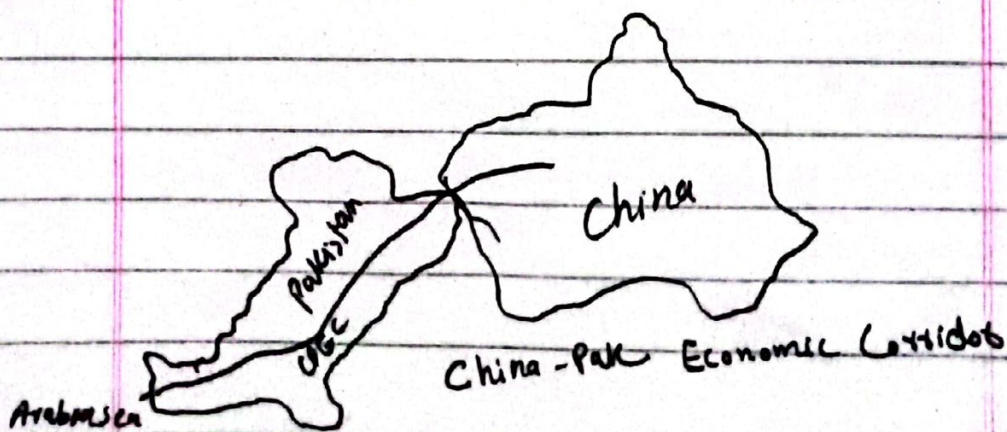 China
Pakistan
CPEC
China-Pak Economic Corridor
Arabian sea